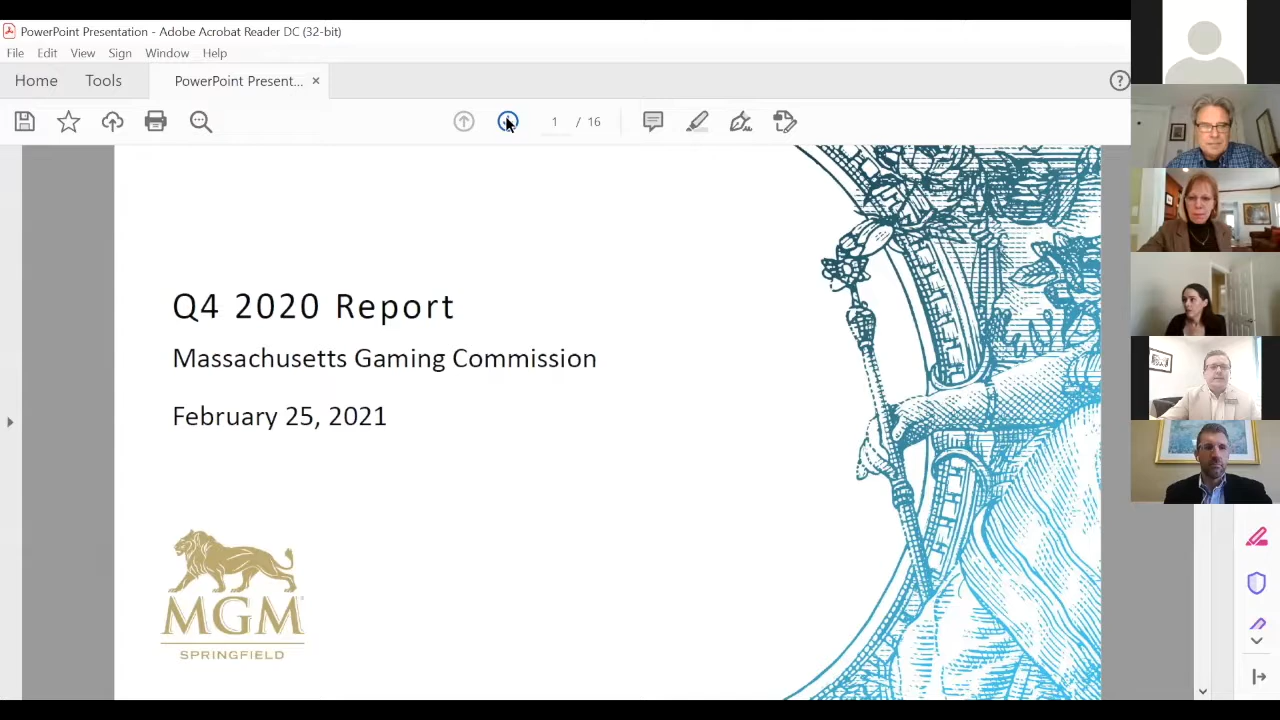 PowerPoint Presentation - Adobe Acrobat Reader DC (32-bit)
File Edit View Sign Window Help
Home Tools PowerPoint Present... ×
1 / 16
Q4 2020 Report
Massachusetts Gaming Commission
February 25, 2021
MGM
SPRINGFIELD